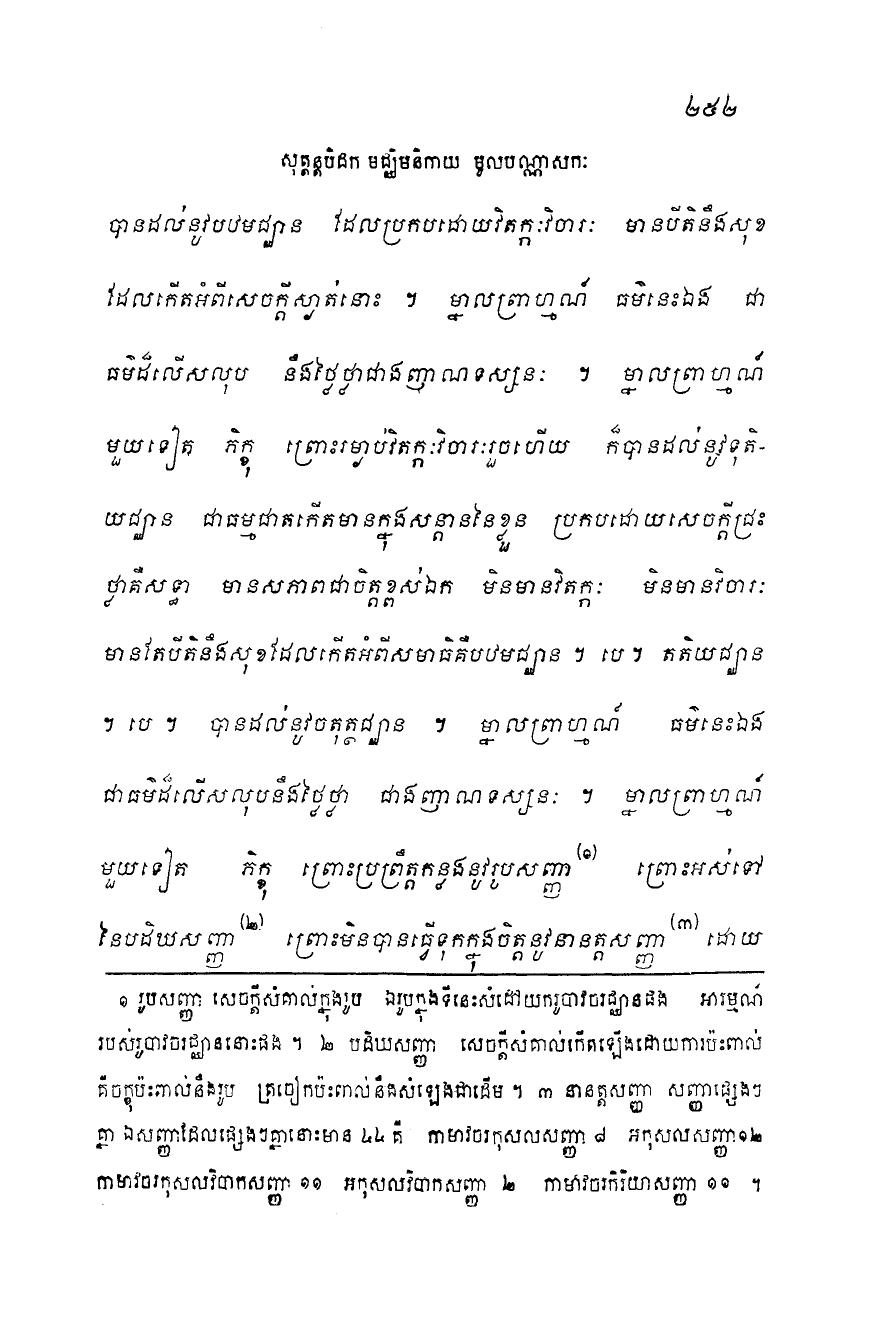 ២៥២
សុត្តន្តបិដក មជ្ឈិមនិកាយ មូលបណ្ណាសកៈ
បានដល់នូវបឋមជ្ឈាន ដែលប្រកបដោយវិតក្កៈវិចារៈ មានបីតិនឹងសុខ
ដែលកើតអំពីសេចក្តីស្ងាត់នោះ ។ ម្នាលព្រាហ្មណ៍ ធម៌នេះឯង ជា
ធម៌ដ៏លើសលុប នឹងថ្លៃថ្លាជាងញាណទស្សនៈ ។ ម្នាលព្រាហ្មណ៍
មួយទៀត ភិក្ខុ ព្រោះរម្ងាប់វិតក្កៈវិចារៈរួចហើយ ក៏បានដល់នូវទុតិ-
យជ្ឈាន ជាធម្មជាតកើតមានក្នុងសន្តាននៃខ្លួន ប្រកបដោយសេចក្តីជ្រះ
ថ្លាគឺសទ្ធា មានសភាពជាចិត្តខ្ពស់ឯក មិនមានវិតក្កៈ មិនមានវិចារៈ
មានតែបីតិនឹងសុខដែលកើតអំពីសមាធិគឺបឋមជ្ឈាន ។ បេ ។ តតិយជ្ឈាន
។ បេ ។ បានដល់នូវចតុត្ថជ្ឈាន ។ ម្នាលព្រាហ្មណ៍ ធម៌នេះឯង
ជាធម៌ដ៏លើសលុបនឹងថ្លៃថ្លា ជាងញាណទស្សនៈ ។ ម្នាលព្រាហ្មណ៍
មួយទៀត ភិក្ខុ ព្រោះប្រព្រឹត្តកន្លងនូវរូបសញ្ញា (១) ព្រោះអស់ទៅ
នៃបដិឃសញ្ញា (២) ព្រោះមិនបានធ្វើទុកក្នុងចិត្តនូវនានត្តសញ្ញា (៣) ដោយ
១ រូបសញ្ញា សេចក្តីសំគាល់ក្នុងរូប ឯរូបក្នុងទីនេះសំដៅយករូបាវចរជ្ឈានផង អារម្មណ៍
របស់រូបាវចរជ្ឈាននោះផង ។ ២ បដិឃសញ្ញា សេចក្តីសំគាល់កើតឡើងដោយការប៉ះពាល់
គឺចក្ខុប៉ះពាល់នឹងរូប ត្រចៀកប៉ះពាល់នឹងសំឡេងជាដើម ។ ៣ នានត្តសញ្ញា សញ្ញាផ្សេងៗ
គ្នា ឯសញ្ញាដែលផ្សេងៗគ្នានោះមាន ៤៤ គឺ កាមាវចរកុសលសញ្ញា ៨ អកុសលសញ្ញា១២
កាមាវចរកុសលវិបាកសញ្ញា ១១ អកុសលវិបាកសញ្ញា ២ កាមាវចរកិរិយាសញ្ញា ១១ ។